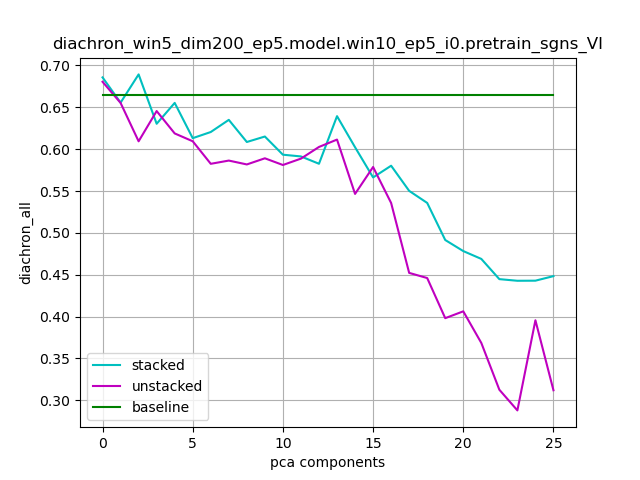 diachron_win5_dim200_ep5.model.win10_ep5_i0.pretrain_sgns_VI
0.70
0.65
0.60
0.55
0.50
0.45
0.40
0.35
0.30
diachron_all
stacked
unstacked
baseline
0 5 10 15 20 25
pca components